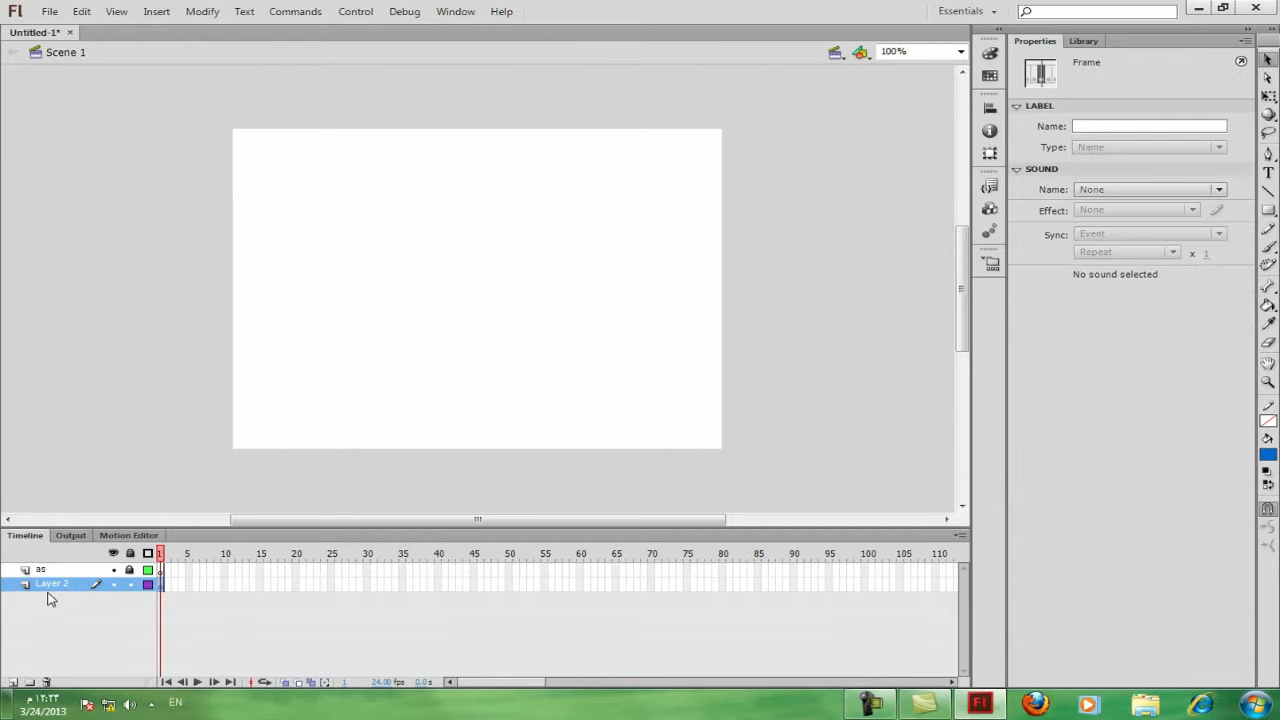 Fl File Edit View Insert Modify Text Commands Control Debug Window Help Essentials
Untitled-1* ×
Scene 1 100%
Properties Library
Frame
LABEL
Name:
Type: Name
SOUND
Name: None
Effect: None
Sync: Event
Repeat x 1
No sound selected
Timeline Output Motion Editor
1 5 10 15 20 25 30 35 40 45 50 55 60 65 70 75 80 85 90 95 100 105 110
as
Layer 2
1 24.00 fps 0.0 s
١٢:٢٣ م
EN
Fl
3/24/2013